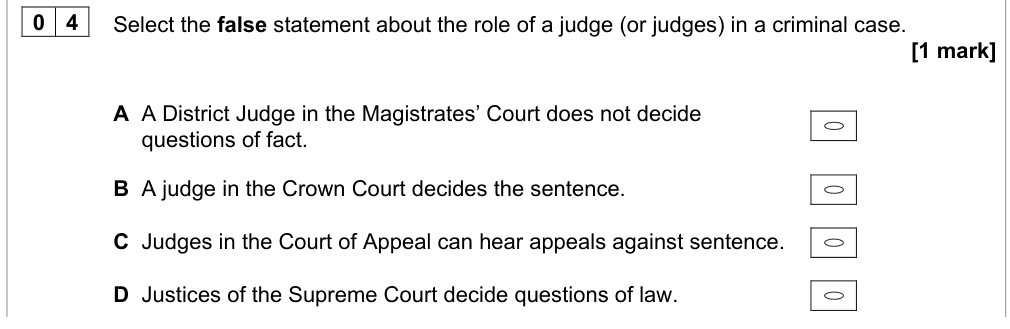 0 4 Select the false statement about the role of a judge (or judges) in a criminal case.
[1 mark]
A A District Judge in the Magistrates’ Court does not decide
questions of fact.
B A judge in the Crown Court decides the sentence.
C Judges in the Court of Appeal can hear appeals against sentence.
D Justices of the Supreme Court decide questions of law.